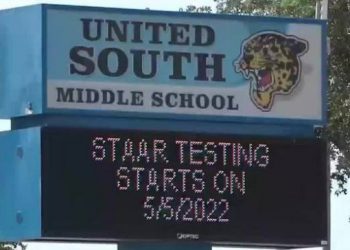 UNITED
SOUTH
MIDDLE SCHOOL
STAAR TESTING
STARTS ON
5/5/2022